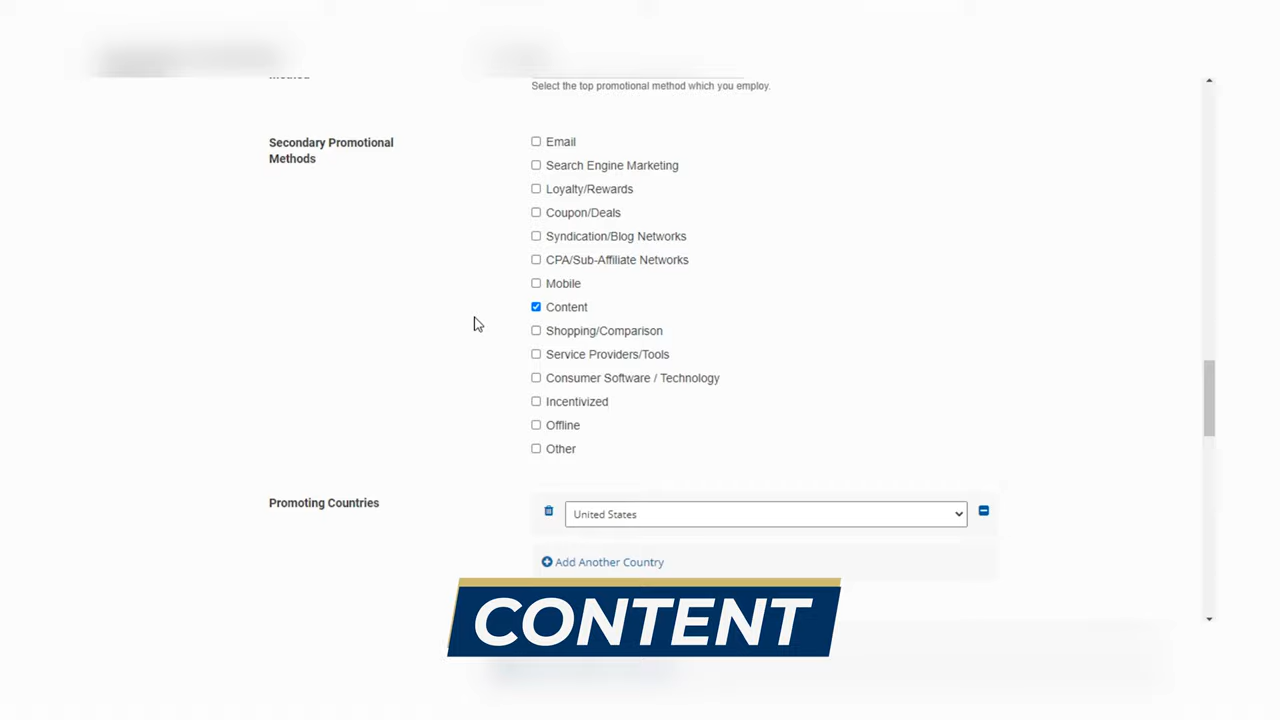 Select the top promotional method which you employ.
Secondary Promotional
Methods
Email
Search Engine Marketing
Loyalty/Rewards
Coupon/Deals
Syndication/Blog Networks
CPA/Sub-Affiliate Networks
Mobile
Content
Shopping/Comparison
Service Providers/Tools
Consumer Software / Technology
Incentivized
Offline
Other
Promoting Countries
United States
Add Another Country
CONTENT